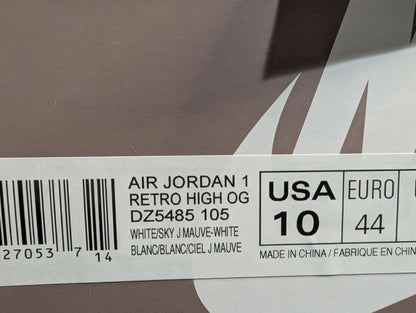 AIR JORDAN 1
RETRO HIGH OG
DZ5485 105
WHITE/SKY J MAUVE-WHITE
BLANC/BLANC/CIEL J MAUVE
27053 7 14
USA
10
EURO
44
MADE IN CHINA / FABRIQUE EN CHIN